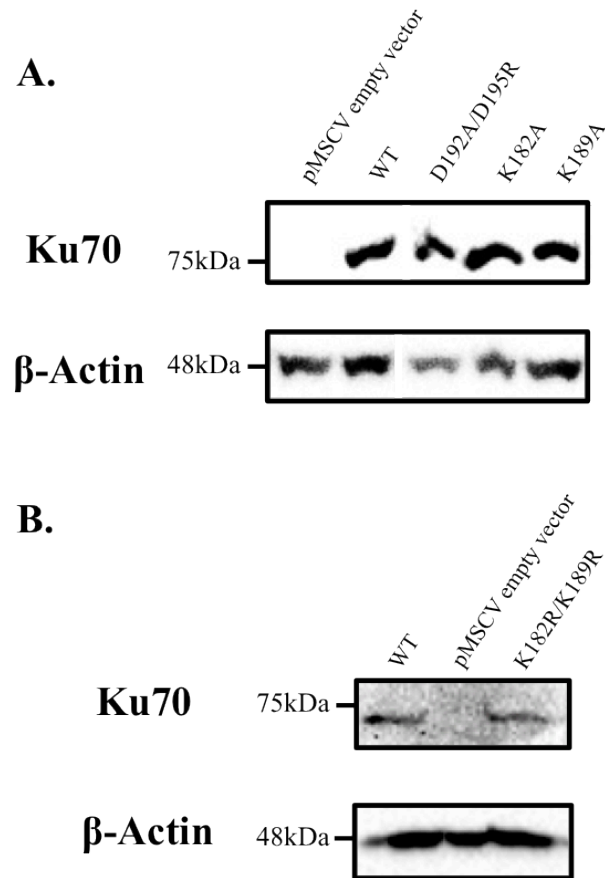 A.
pMSCV empty vector
WT
D192A/D195R
K182A
K189A
Ku70
75kDa
β-Actin
48kDa
B.
WT
pMSCV empty vector
K182R/K189R
Ku70
75kDa
β-Actin
48kDa